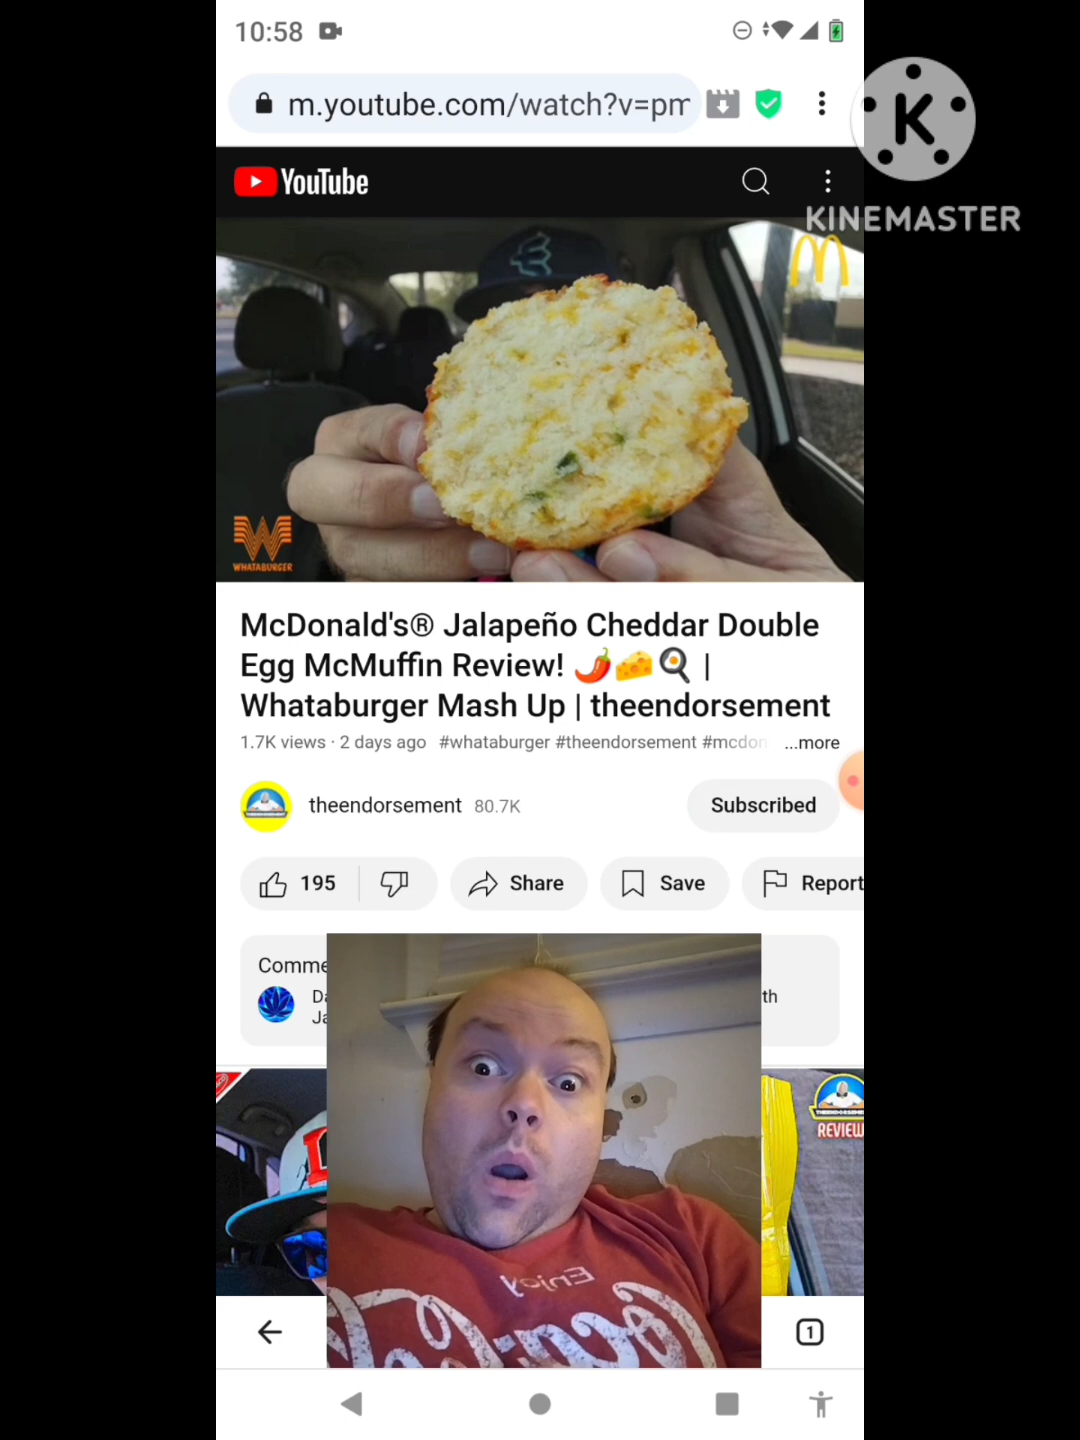 10:58
m.youtube.com/watch?v=pm
K
KINEMASTER
YouTube
WHATABURGER
McDonald's® Jalapeño Cheddar Double
Egg McMuffin Review! 🌶️🧀🍳 |
Whataburger Mash Up | theendorsement
1.7K views · 2 days ago #whataburger #theendorsement #mcdon ...more
theendorsement 80.7K
Subscribed
195
Share
Save
Report
Comme
th
REVIEW
Enjoy
1